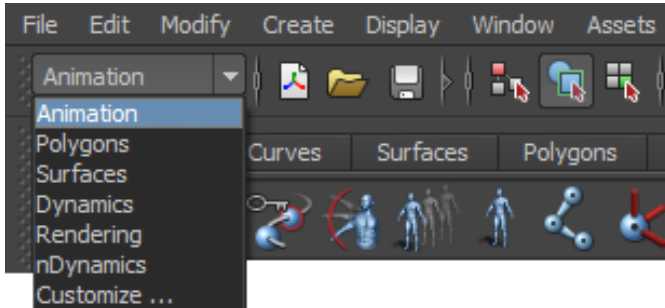 File Edit Modify Create Display Window Assets
Animation
Animation
Polygons
Surfaces
Dynamics
Rendering
nDynamics
Customize ...
Curves Surfaces Polygons